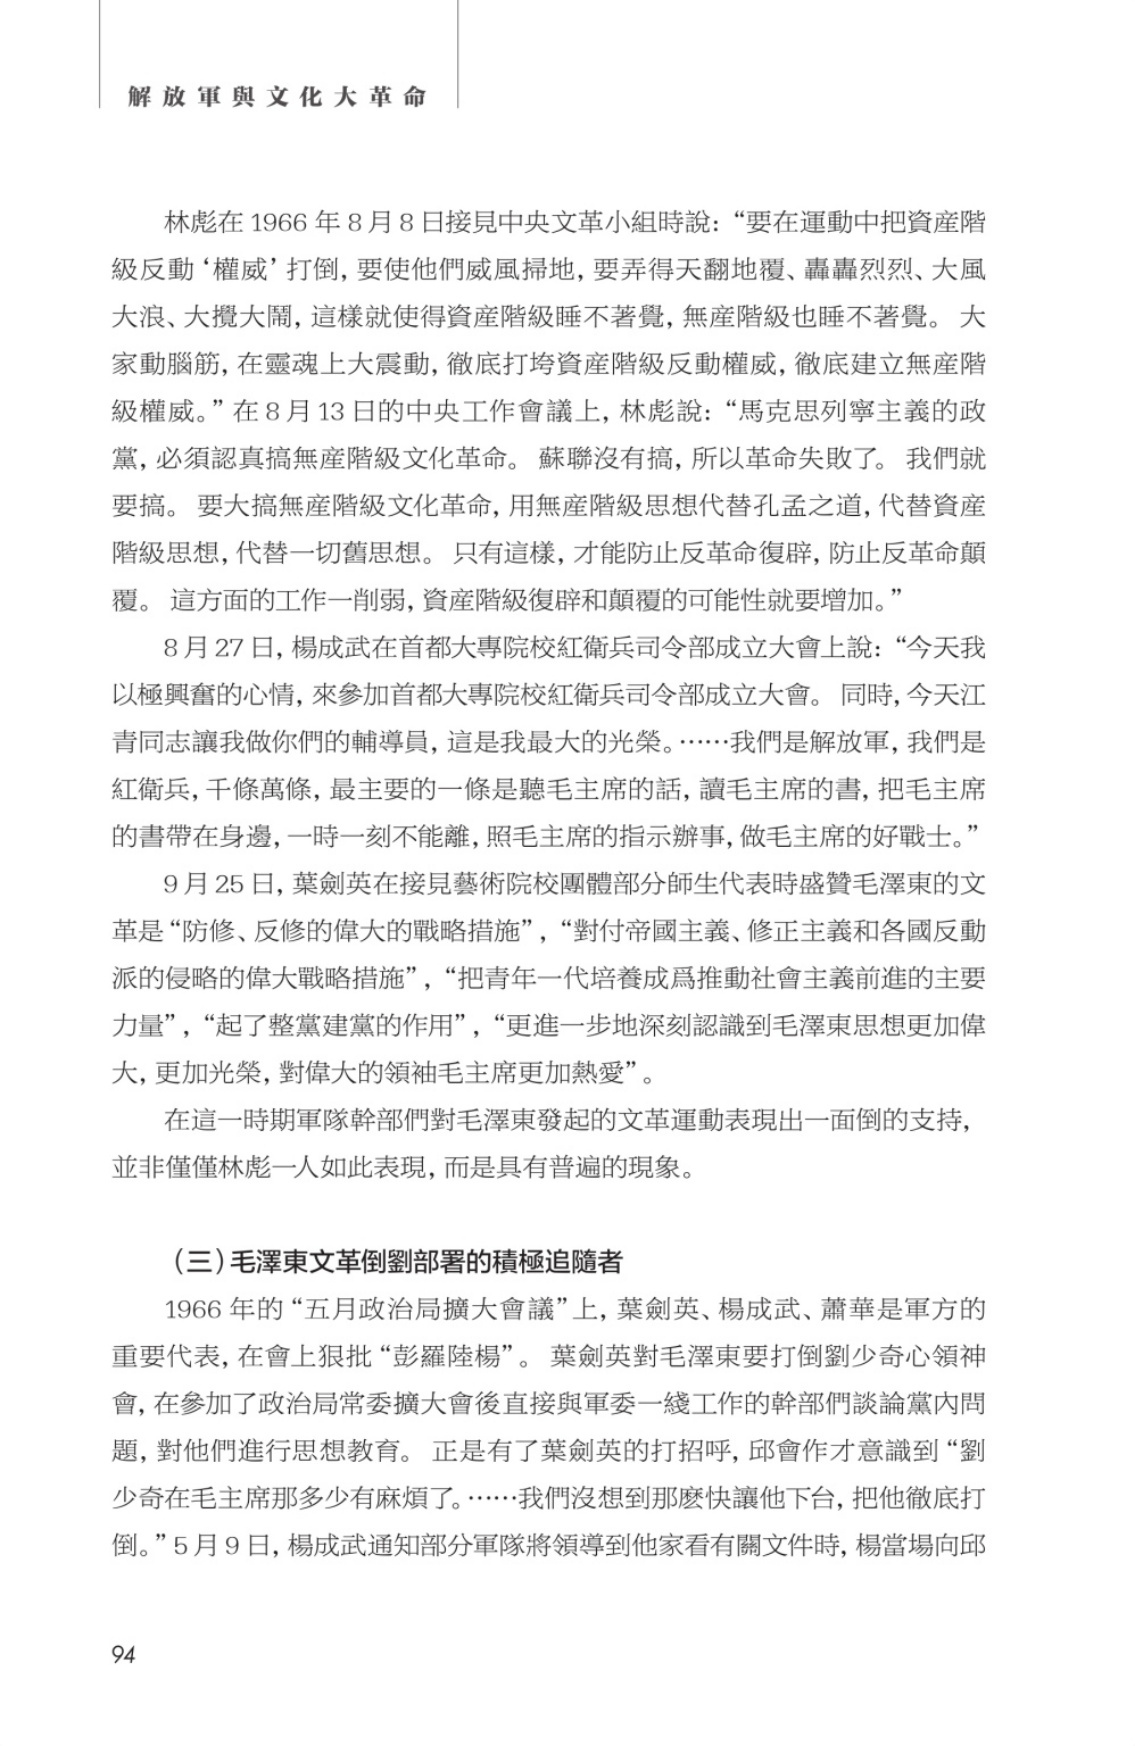 解放軍與文化大革命
林彪在 1966 年 8 月 8 日接見中央文革小組時說：“要在運動中把資產階
級反動‘權威’打倒，要使他們威風掃地，要弄得天翻地覆、轟轟烈烈、大風
大浪、大攪大鬧，這樣就使得資產階級睡不著覺，無產階級也睡不著覺。大
家動腦筋，在靈魂上大震動，徹底打垮資產階級反動權威，徹底建立無產階
級權威。”在 8 月 13 日的中央工作會議上，林彪說：“馬克思列寧主義的政
黨，必須認真搞無產階級文化革命。蘇聯沒有搞，所以革命失敗了。我們就
要搞。要大搞無產階級文化革命，用無產階級思想代替孔孟之道，代替資產
階級思想，代替一切舊思想。只有這樣，才能防止反革命復辟，防止反革命顛
覆。這方面的工作一削弱，資產階級復辟和顛覆的可能性就要增加。”
8 月 27 日，楊成武在首都大專院校紅衛兵司令部成立大會上說：“今天我
以極興奮的心情，來參加首都大專院校紅衛兵司令部成立大會。同時，今天江
青同志讓我做你們的輔導員，這是我最大的光榮。……我們是解放軍，我們是
紅衛兵，千條萬條，最主要的一條是聽毛主席的話，讀毛主席的書，把毛主席
的書帶在身邊，一時一刻不能離，照毛主席的指示辦事，做毛主席的好戰士。”
9 月 25 日，葉劍英在接見藝術院校團體部分師生代表時盛贊毛澤東的文
革是“防修、反修的偉大的戰略措施”，“對付帝國主義、修正主義和各國反動
派的侵略的偉大戰略措施”，“把青年一代培養成爲推動社會主義前進的主要
力量”，“起了整黨建黨的作用”，“更進一步地深刻認識到毛澤東思想更加偉
大，更加光榮，對偉大的領袖毛主席更加熱愛”。
在這一時期軍隊幹部們對毛澤東發起的文革運動表現出一面倒的支持，
並非僅僅林彪一人如此表現，而是具有普遍的現象。
（三）毛澤東文革倒劉部署的積極追隨者
1966 年的“五月政治局擴大會議”上，葉劍英、楊成武、蕭華是軍方的
重要代表，在會上狠批“彭羅陸楊”。葉劍英對毛澤東要打倒劉少奇心領神
會，在參加了政治局常委擴大會後直接與軍委一綫工作的幹部們談論黨內問
題，對他們進行思想教育。正是有了葉劍英的打招呼，邱會作才意識到“劉
少奇在毛主席那多少有麻煩了。……我們沒想到那麽快讓他下台，把他徹底打
倒。”5 月 9 日，楊成武通知部分軍隊將領導到他家看有關文件時，楊當場向邱
94